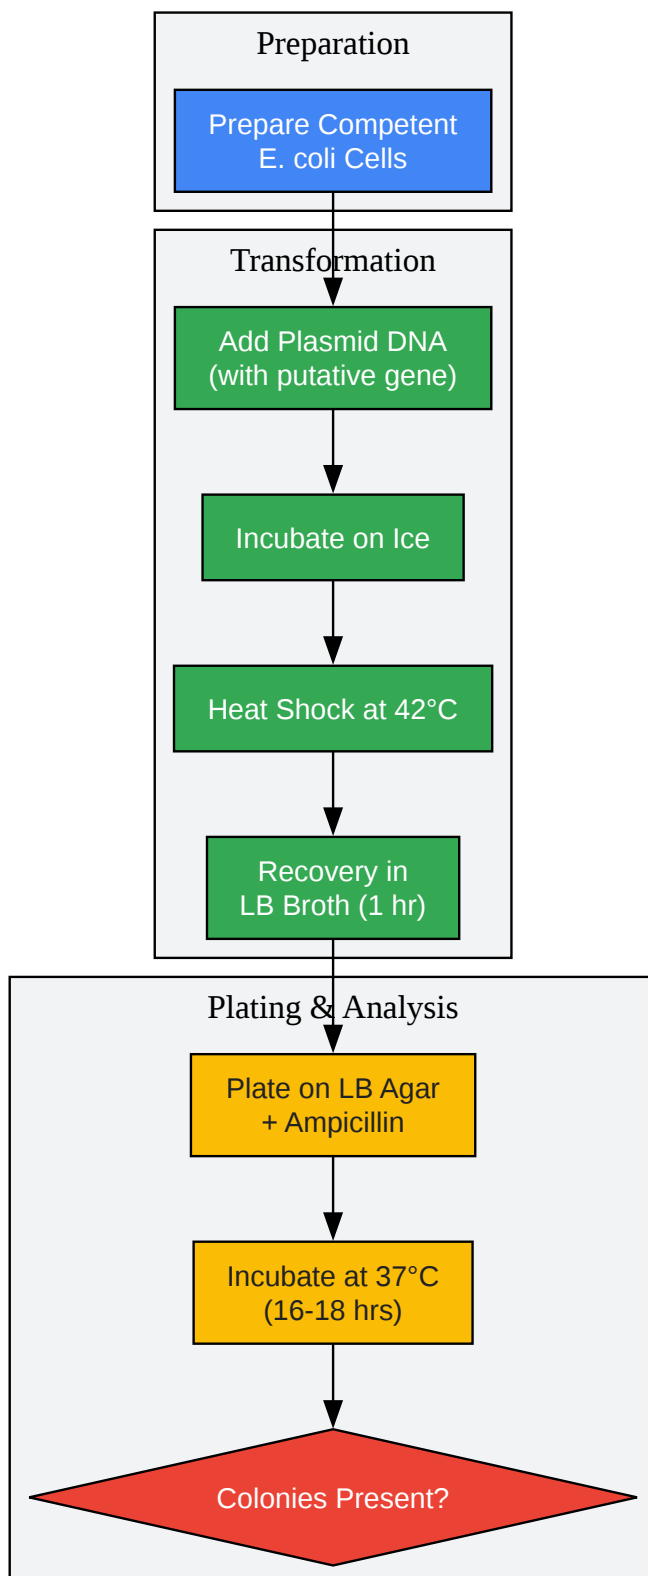 Preparation
Prepare Competent
E. coli Cells
Transformation
Add Plasmid DNA
(with putative gene)
Incubate on Ice
Heat Shock at 42°C
Recovery in
LB Broth (1 hr)
Plating & Analysis
Plate on LB Agar
+ Ampicillin
Incubate at 37°C
(16-18 hrs)
Colonies Present?